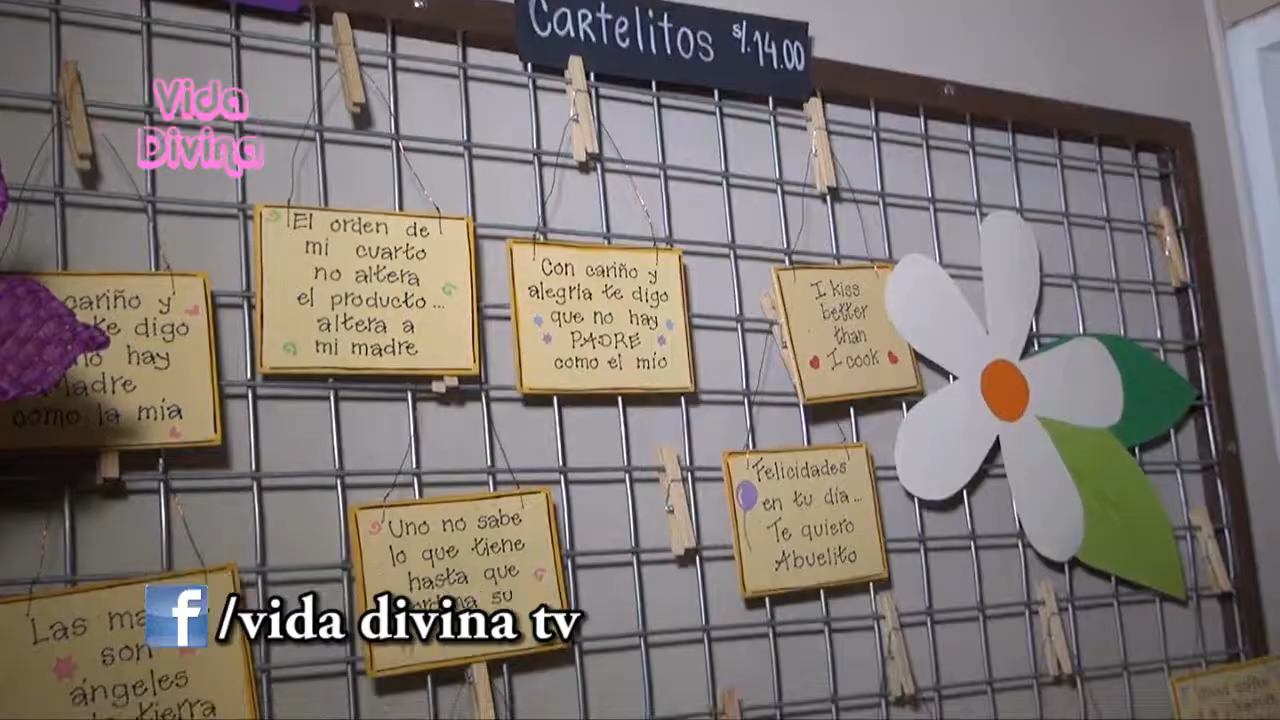 Cartelitos S/.14.00
Vida
Divina
El orden de
mi cuarto
no altera
el producto...
altera a
mi madre
Con cariño y
alegría te digo
que no hay
PADRE
como el mío
I kiss
better
than
I cook
cariño y
te digo
no hay
Madre
como la mía
Felicidades
en tu día...
Te quiero
Abuelito
Uno no sabe
lo que tiene
hasta que
su
Las
son
ángeles
tierra
f/vida divina tv